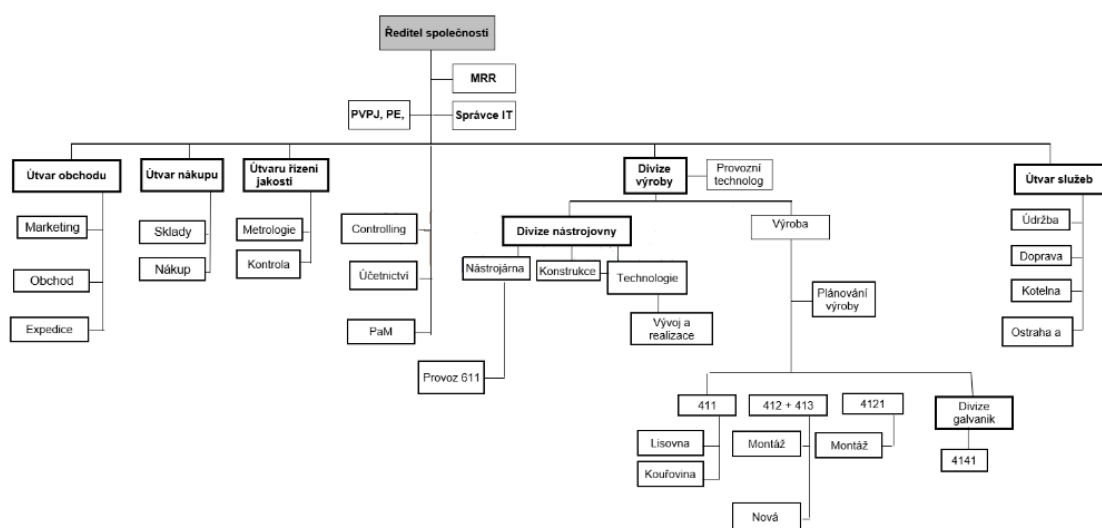 Ředitel společnosti
MRR
PVPJ, PE,
Správce IT
Útvar obchodu
Útvar nákupu
Útvaru řízení
jakosti
Divize
výroby
Provozní
technolog
Útvar služeb
Marketing
Obchod
Expedice
Sklady
Nákup
Metrologie
Kontrola
Controlling
Účetnictví
PaM
Divize nástrojovny
Výroba
Nástrojárna
Konstrukce
Technologie
Vývoj a
realizace
Provoz 611
Plánování
výroby
Údržba
Doprava
Kotelna
Ostraha a
411
412 + 413
4121
Divize
galvanik
Lisovna
Kouřovina
Montáž
Nová
Montáž
4141